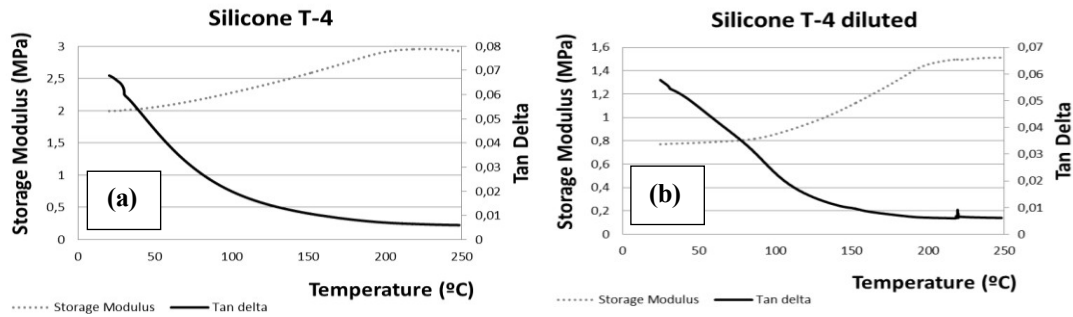 Silicone T-4
Storage Modulus (MPa)
3
2,5
2
1,5
1
0,5
0
0,08
0,07
0,06
0,05
0,04
0,03
0,02
0,01
0
Tan Delta
(a)
0 50 100 150 200 250
Temperature (ºC)
Storage Modulus Tan delta
Silicone T-4 diluted
Storage Modulus (MPa)
1,6
1,4
1,2
1
0,8
0,6
0,4
0,2
0
0,07
0,06
0,05
0,04
0,03
0,02
0,01
0
Tan Delta
(b)
0 50 100 150 200 250
Temperature (ºC)
Storage Modulus Tan delta